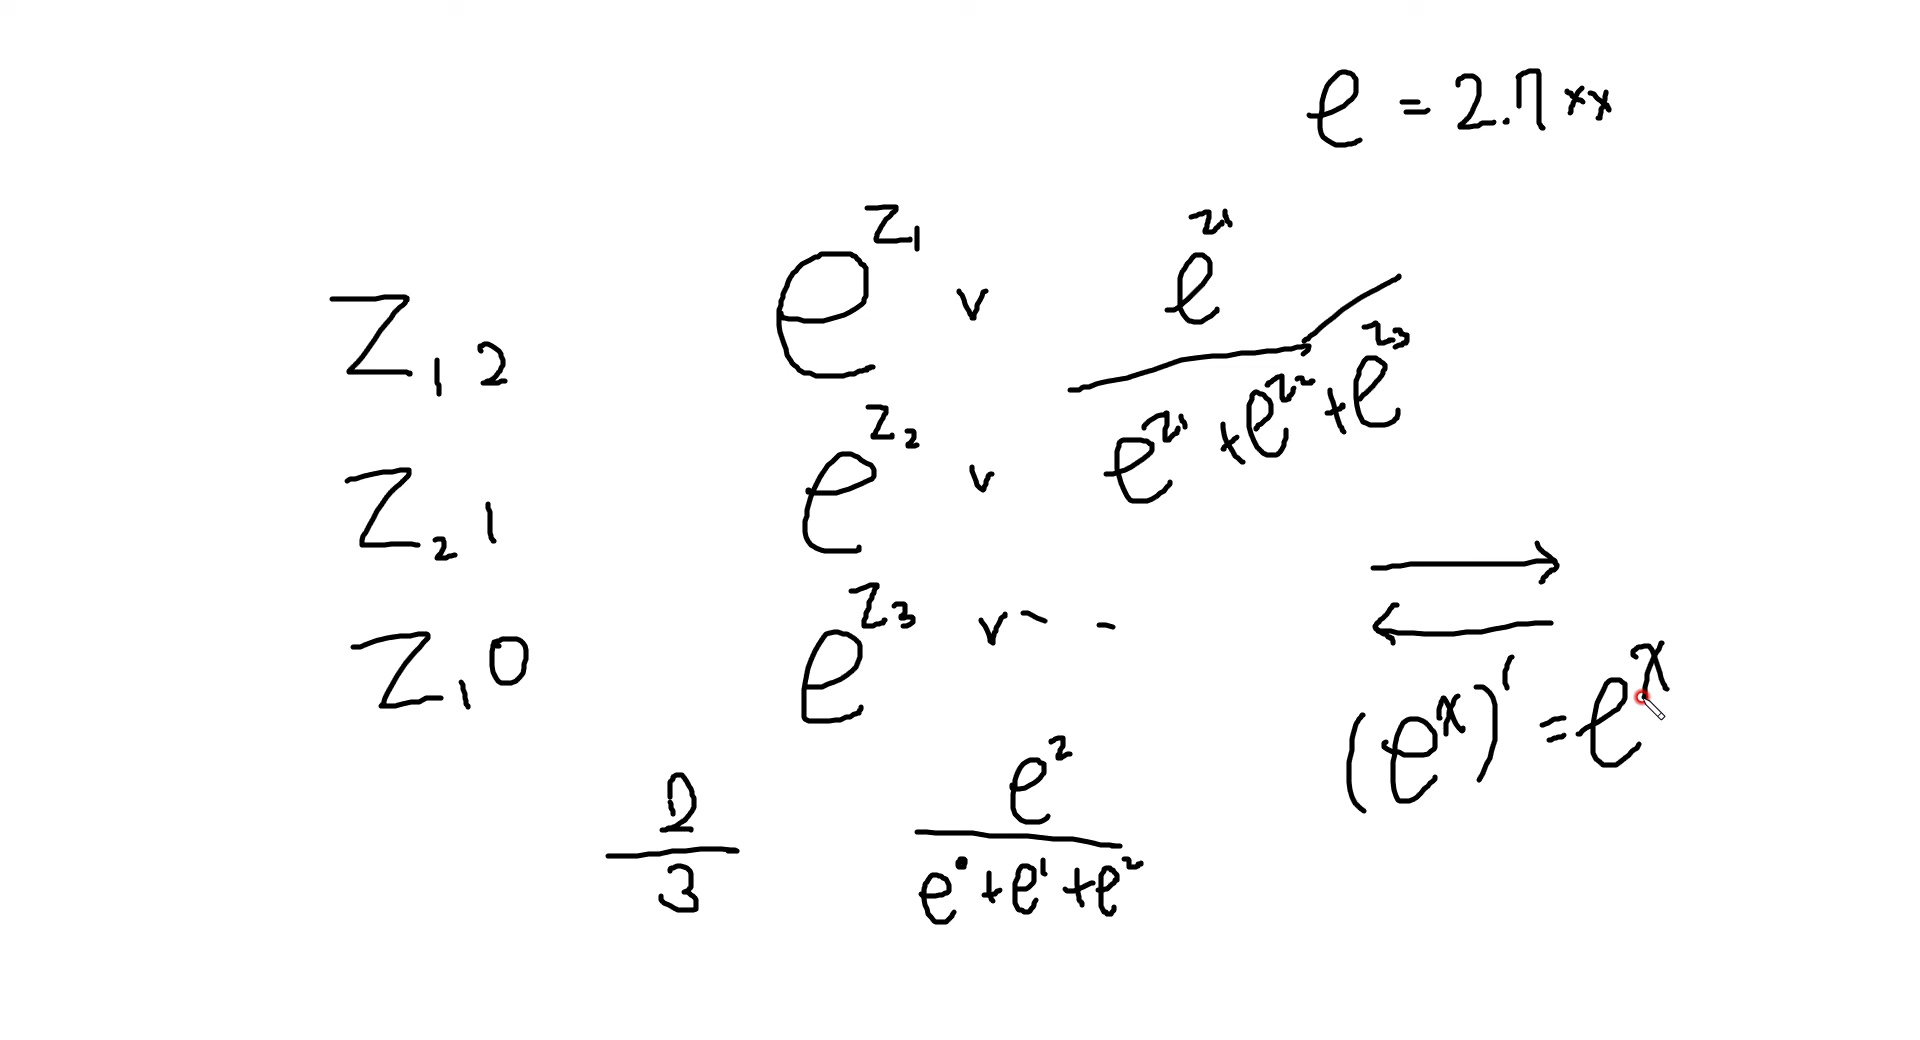 e = 2.7xx
Z₁ 2
e^Z₁ v
e^Z1 / (e^Z1 + e^Z2 + e^Z3)
Z₂ 1
e^Z₂ v
Z₁ 0
e^Z3 v - -
(e^x)' = e^x
2/3
e^2 / (e^0 + e^1 + e^2)